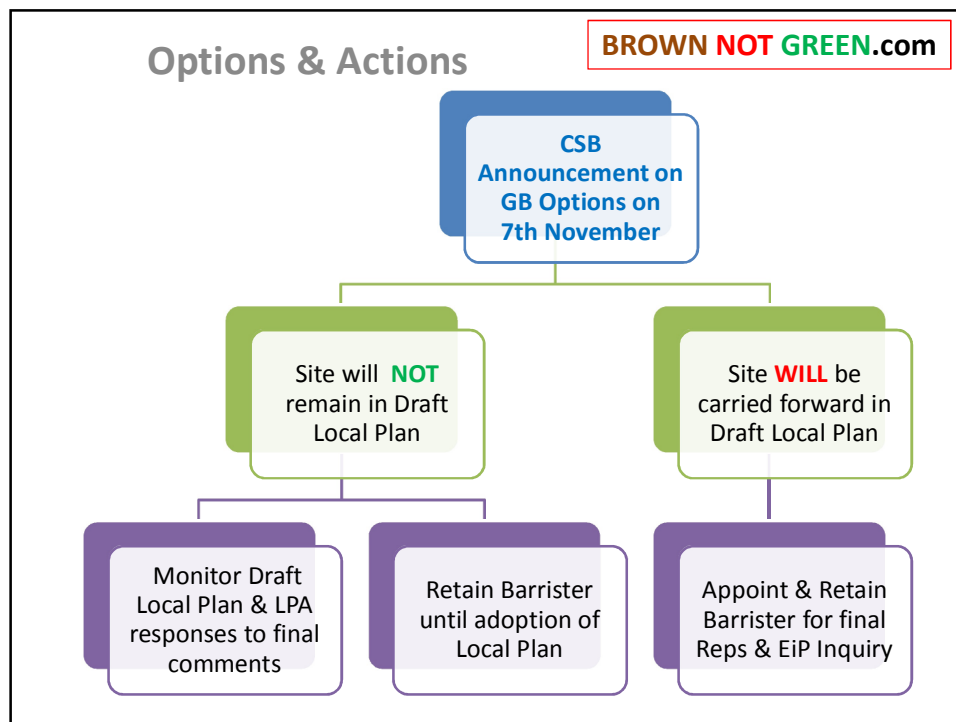 Options & Actions
BROWN NOT GREEN.com
CSB
Announcement on
GB Options on
7th November
Site will NOT
remain in Draft
Local Plan
Site WILL be
carried forward in
Draft Local Plan
Monitor Draft
Local Plan & LPA
responses to final
comments
Retain Barrister
until adoption of
Local Plan
Appoint & Retain
Barrister for final
Reps & EiP Inquiry